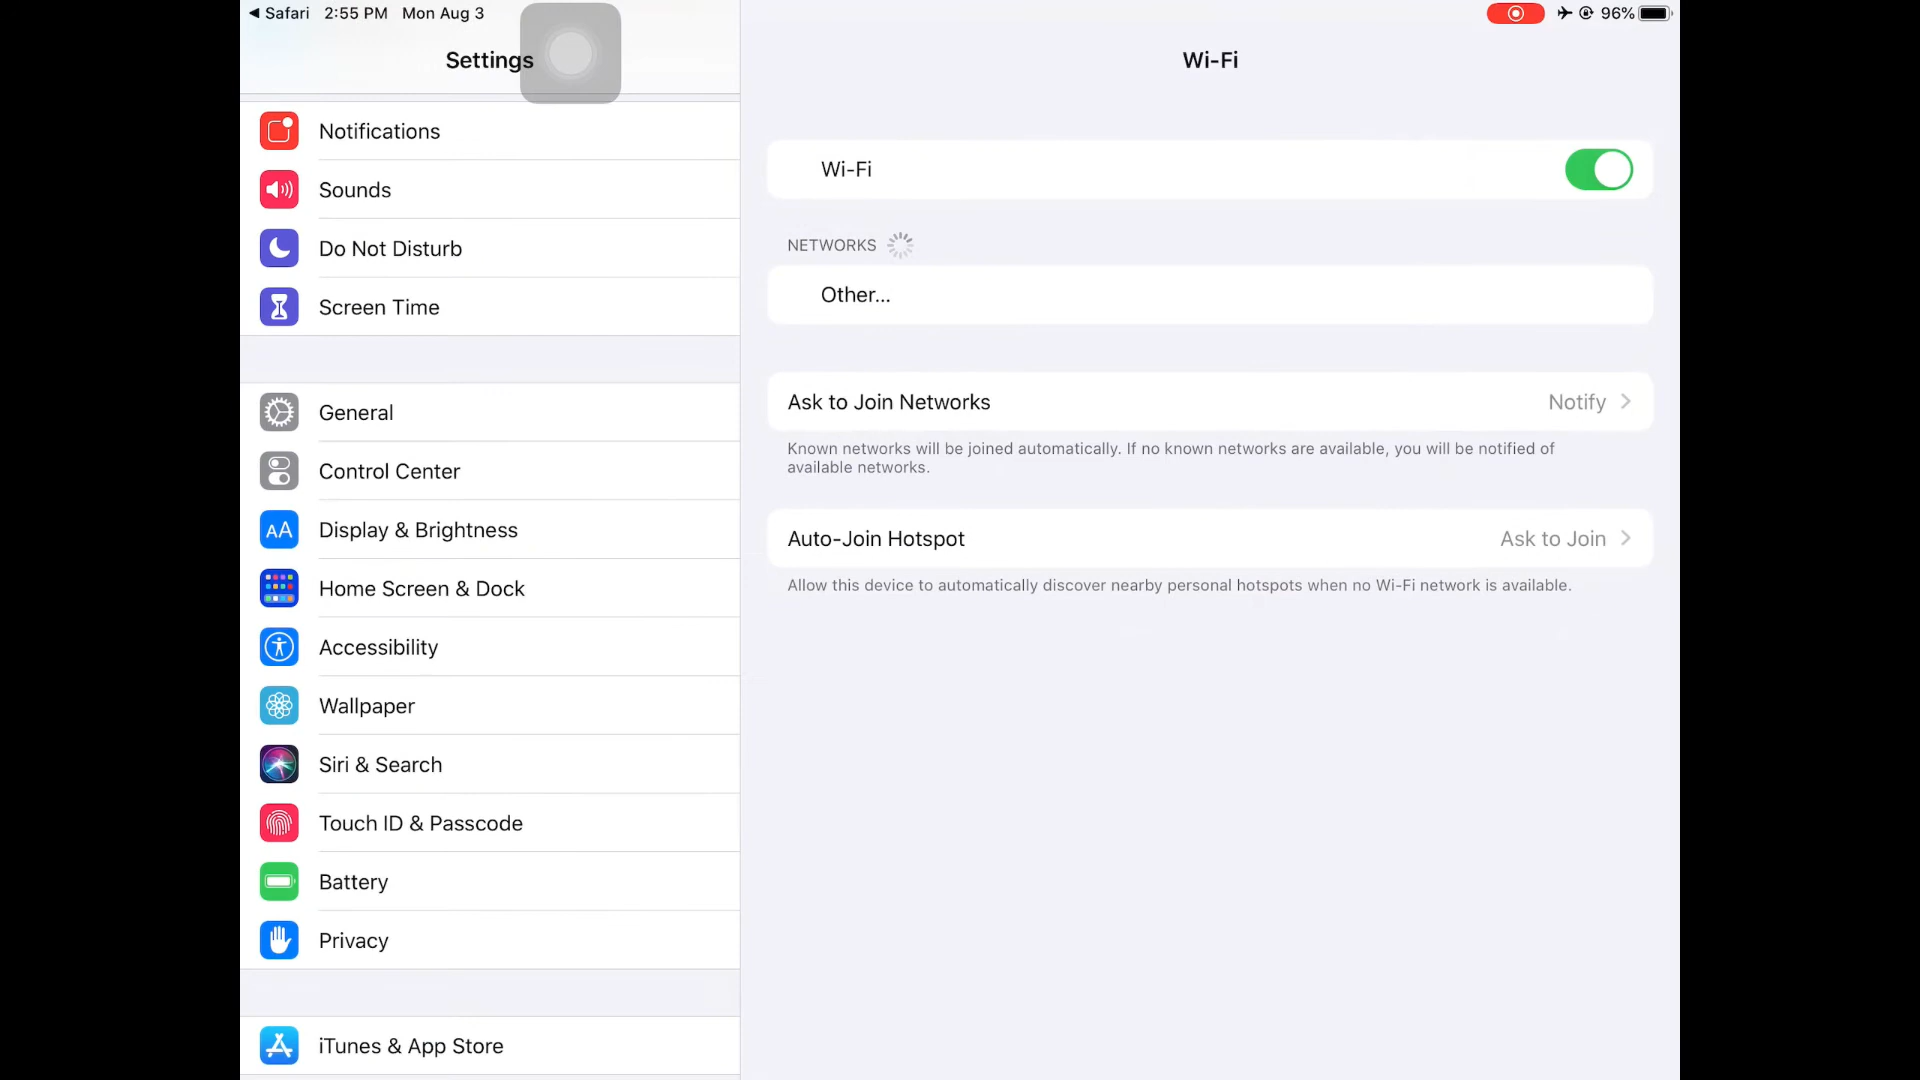 Safari 2:55 PM Mon Aug 3
96%
Settings
Notifications
Sounds
Do Not Disturb
Screen Time
General
Control Center
AA Display & Brightness
Home Screen & Dock
Accessibility
Wallpaper
Siri & Search
Touch ID & Passcode
Battery
Privacy
iTunes & App Store
Wi-Fi
Wi-Fi
NETWORKS
Other...
Ask to Join Networks Notify
Known networks will be joined automatically. If no known networks are available, you will be notified of
available networks.
Auto-Join Hotspot Ask to Join
Allow this device to automatically discover nearby personal hotspots when no Wi-Fi network is available.